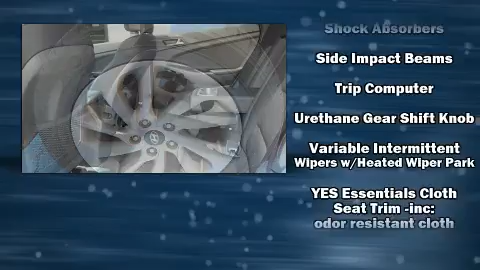 Shock Absorbers
Side Impact Beams
Trip Computer
Urethane Gear Shift Knob
Variable Intermittent
Wipers w/Heated Wiper Park
YES Essentials Cloth
Seat Trim -inc:
odor resistant cloth